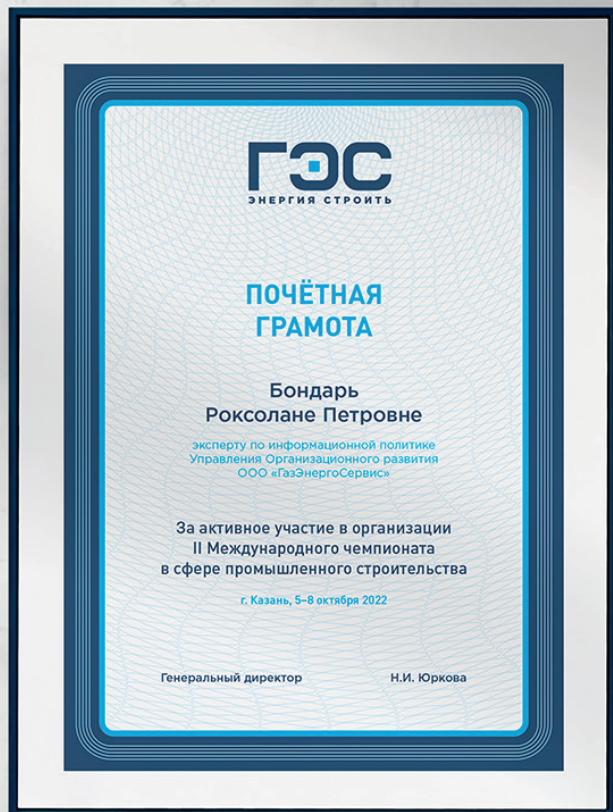 ГЭС
ЭНЕРГИЯ СТРОИТЬ
ПОЧЁТНАЯ
ГРАМОТА
Бондарь
Роксолане Петровне
эксперту по информационной политике
Управления Организационного развития
ООО «ГазЭнергоСервис»
За активное участие в организации
II Международного чемпионата
в сфере промышленного строительства
г. Казань, 5–8 октября 2022
Генеральный директор Н.И. Юркова